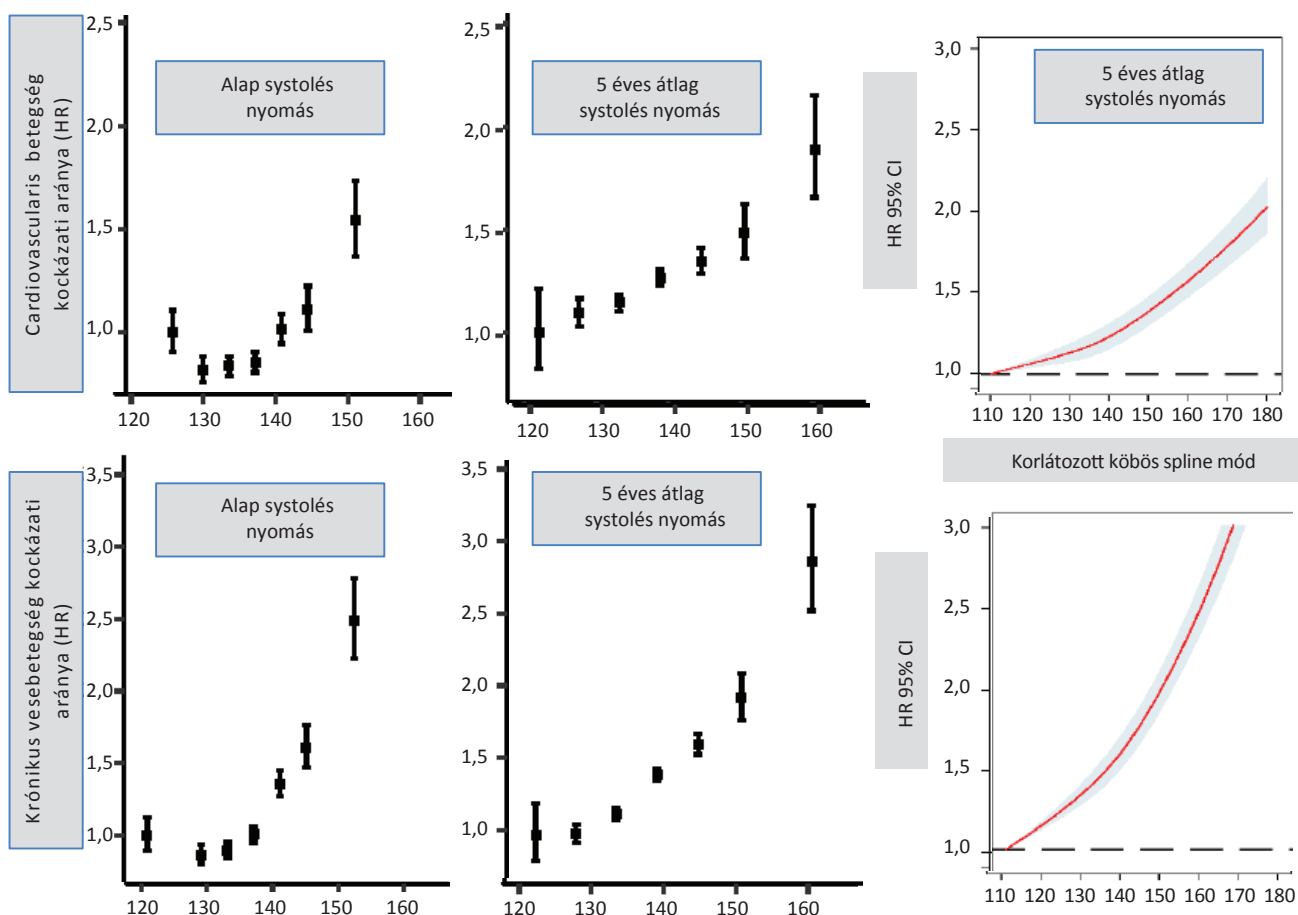 Cardiovascularis betegség
kockázati aránya (HR)
2,5
2,0
1,5
1,0
Alap systolés
nyomás
120 130 140 150 160
2,5
2,0
1,5
1,0
5 éves átlag
systolés nyomás
120 130 140 150 160
HR 95% CI
3,0
2,5
2,0
1,5
1,0
5 éves átlag
systolés nyomás
110 120 130 140 150 160 170 180
Korlátozott köbös spline mód
Krónikus vesebetegség kockázati
aránya (HR)
3,5
3,0
2,5
2,0
1,5
1,0
Alap systolés
nyomás
120 130 140 150 160
3,5
3,0
2,5
2,0
1,5
1,0
5 éves átlag
systolés nyomás
120 130 140 150 160
HR 95% CI
3,0
2,5
2,0
1,5
1,0
110 120 130 140 150 160 170 180